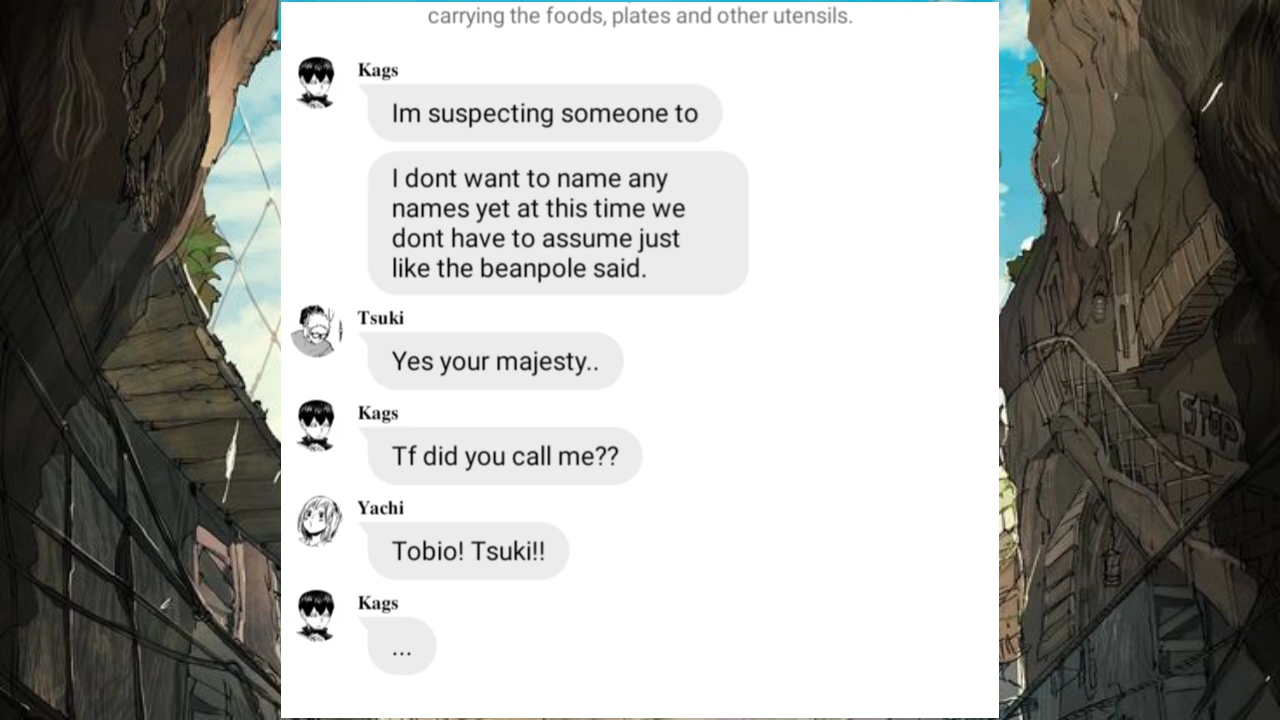 carrying the foods, plates and other utensils.
Kags
Im suspecting someone to
I dont want to name any
names yet at this time we
dont have to assume just
like the beanpole said.
Tsuki
Yes your majesty..
Kags
Tf did you call me??
Yachi
Tobio! Tsuki!!
Kags
...
STOP